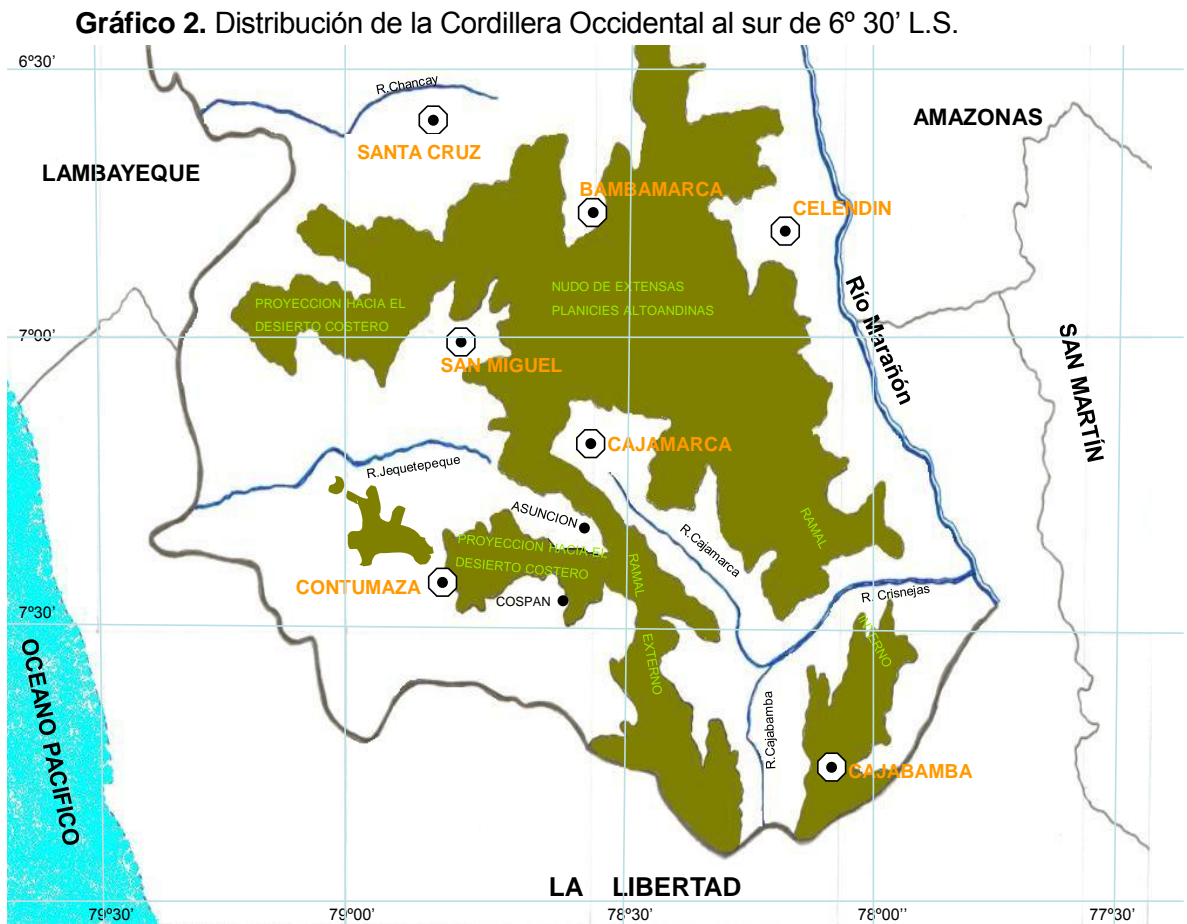 Gráfico 2. Distribución de la Cordillera Occidental al sur de 6º 30’ L.S.
6º30’
R.Chancay
AMAZONAS
SANTA CRUZ
LAMBAYEQUE
BAMBAMARCA
CELENDIN
NUDO DE EXTENSAS
PLANICIES ALTOANDINAS
PROYECCION HACIA EL
DESIERTO COSTERO
Río Marañón
7º00’
SAN MIGUEL
SAN MARTÍN
CAJAMARCA
R.Jequetepeque
ASUNCION
R.Cajamarca
RAMAL
PROYECCION HACIA EL
DESIERTO COSTERO
RAMAL
CONTUMAZA
COSPAN
R. Crisnejas
7º30’
INTERNO
EXTERNO
OCEANO PACIFICO
R.Cajabamba
CAJABAMBA
LA LIBERTAD
79º30’
79º00’
78º30’
78º00’'
77º30’